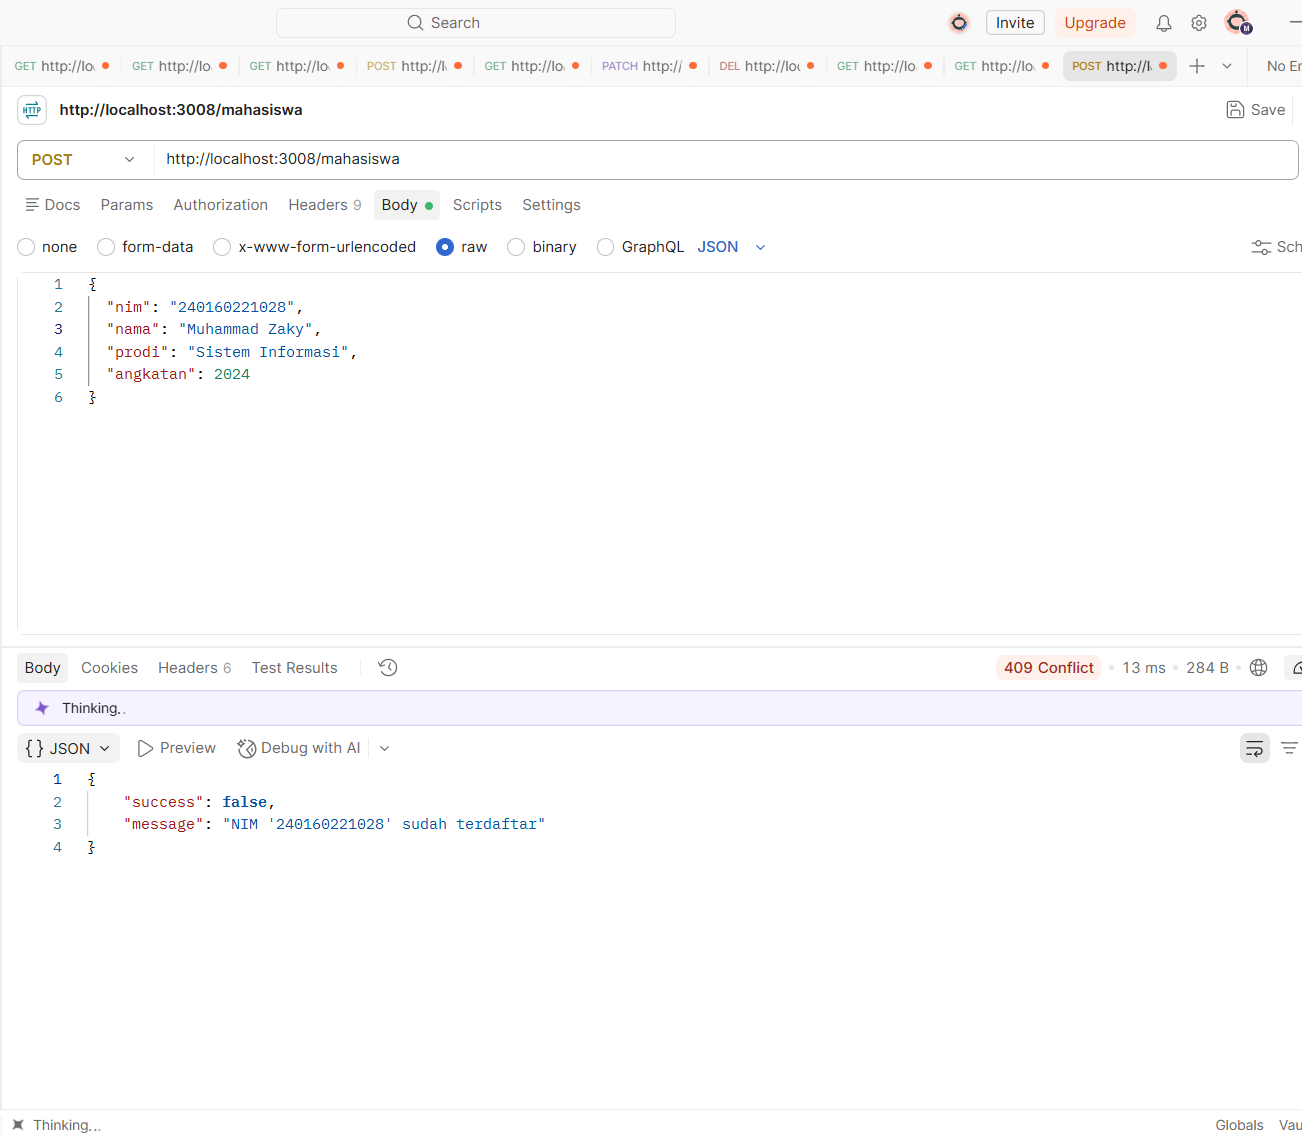 Search
Invite
Upgrade
GET http://lo
GET http://lo
GET http://lo
POST http://l
GET http://lo
PATCH http:/
DEL http://lo
GET http://lo
GET http://lo
POST http://l
No En
HTTP http://localhost:3008/mahasiswa
Save
POST http://localhost:3008/mahasiswa
Docs Params Authorization Headers 9 Body Scripts Settings
none form-data x-www-form-urlencoded raw binary GraphQL JSON
Sch
1 {
2 "nim": "240160221028",
3 "nama": "Muhammad Zaky",
4 "prodi": "Sistem Informasi",
5 "angkatan": 2024
6 }
Body Cookies Headers 6 Test Results
409 Conflict 13 ms 284 B
Thinking..
{} JSON Preview Debug with AI
1 {
2 "success": false,
3 "message": "NIM '240160221028' sudah terdaftar"
4 }
Thinking...
Globals Vau